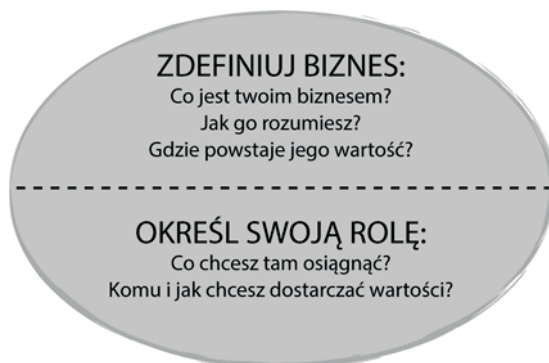 ZDEFINIUJ BIZNES:
Co jest twoim biznesem?
Jak go rozumiesz?
Gdzie powstaje jego wartość?
OKREŚL SWOJĄ ROLĘ:
Co chcesz tam osiągnąć?
Komu i jak chcesz dostarczać wartości?